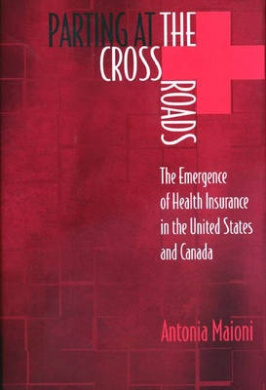 PARTING AT THE
CROSS
ROADS
The Emergence
of Health Insurance
in the United States
and Canada
Antonia Maioni